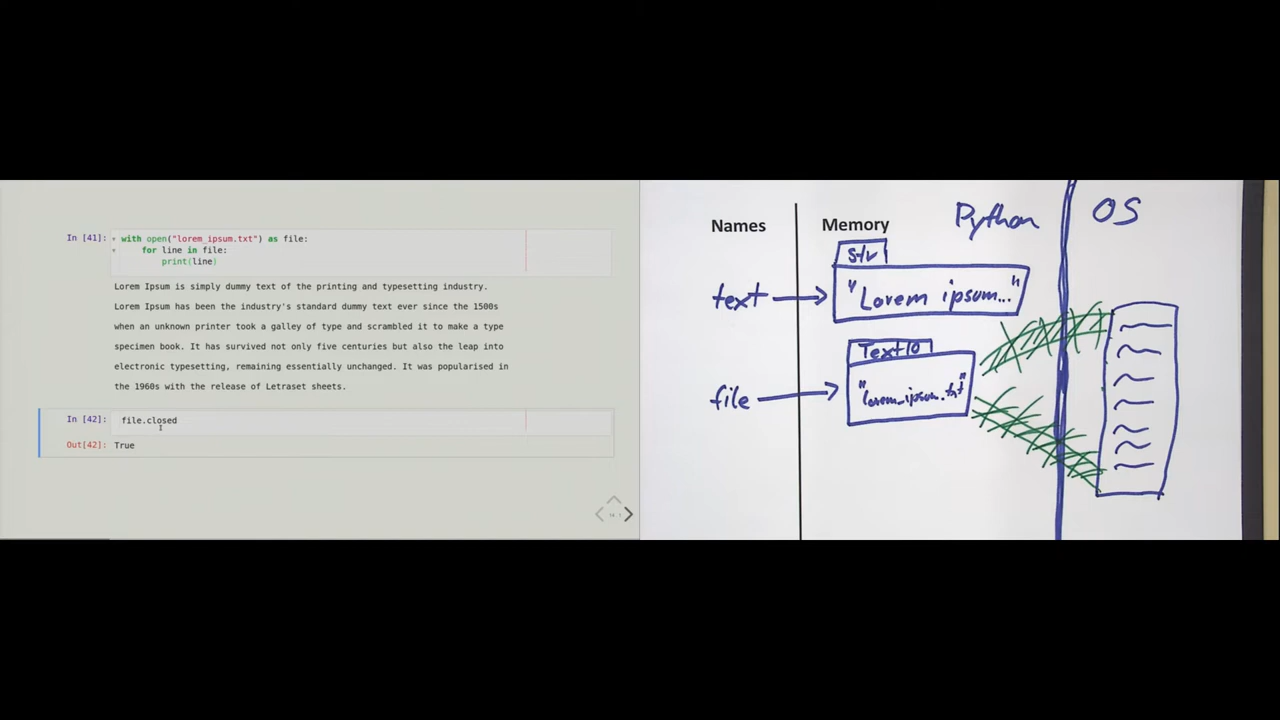 In [41]: with open("lorem_ipsum.txt") as file:
for line in file:
print(line)
Lorem Ipsum is simply dummy text of the printing and typesetting industry.
Lorem Ipsum has been the industry's standard dummy text ever since the 1500s
when an unknown printer took a galley of type and scrambled it to make a type
specimen book. It has survived not only five centuries but also the leap into
electronic typesetting, remaining essentially unchanged. It was popularised in
the 1960s with the release of Letraset sheets.
In [42]: file.closed
Out[42]: True
Names Memory Python OS
str
text "Lorem ipsum..."
TextIO
file "lorem_ipsum.txt"